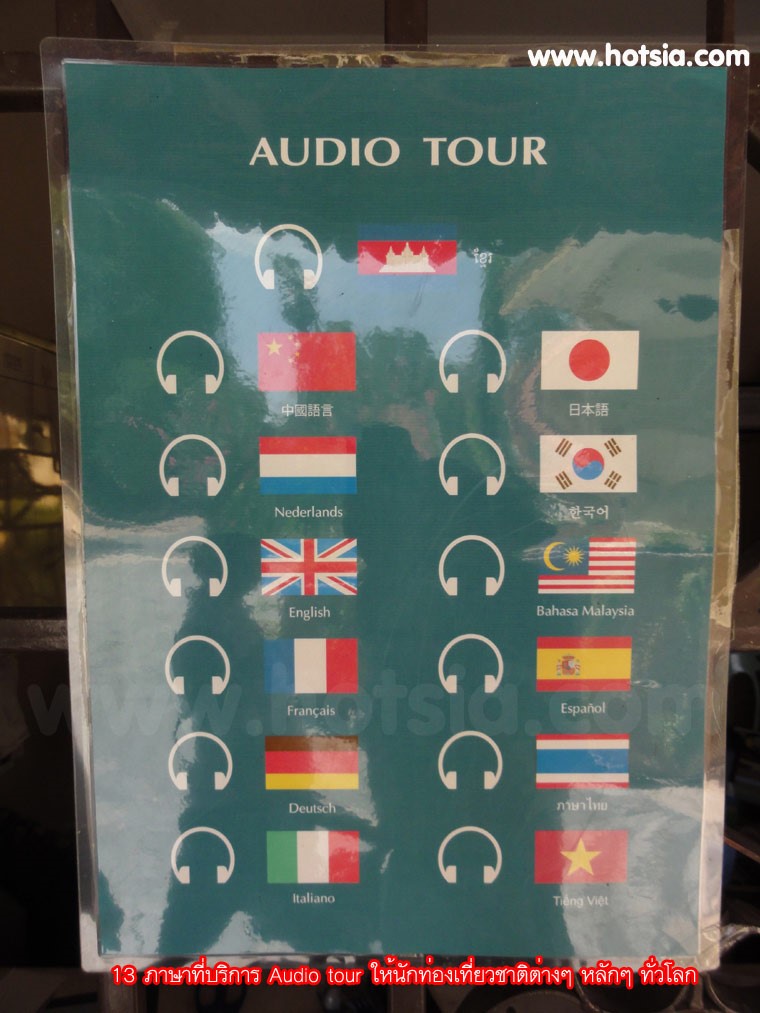 www.hotsia.com
AUDIO TOUR
ខ្មែរ
中國語言
日本語
Nederlands
한국어
English
Bahasa Malaysia
www.hotsia.com
Français
Español
Deutsch
ภาษาไทย
Italiano
Tiếng Việt
13 ภาษาที่บริการ Audio tour ให้นักท่องเที่ยวชาติต่างๆ หลักๆ ทั่วโลก